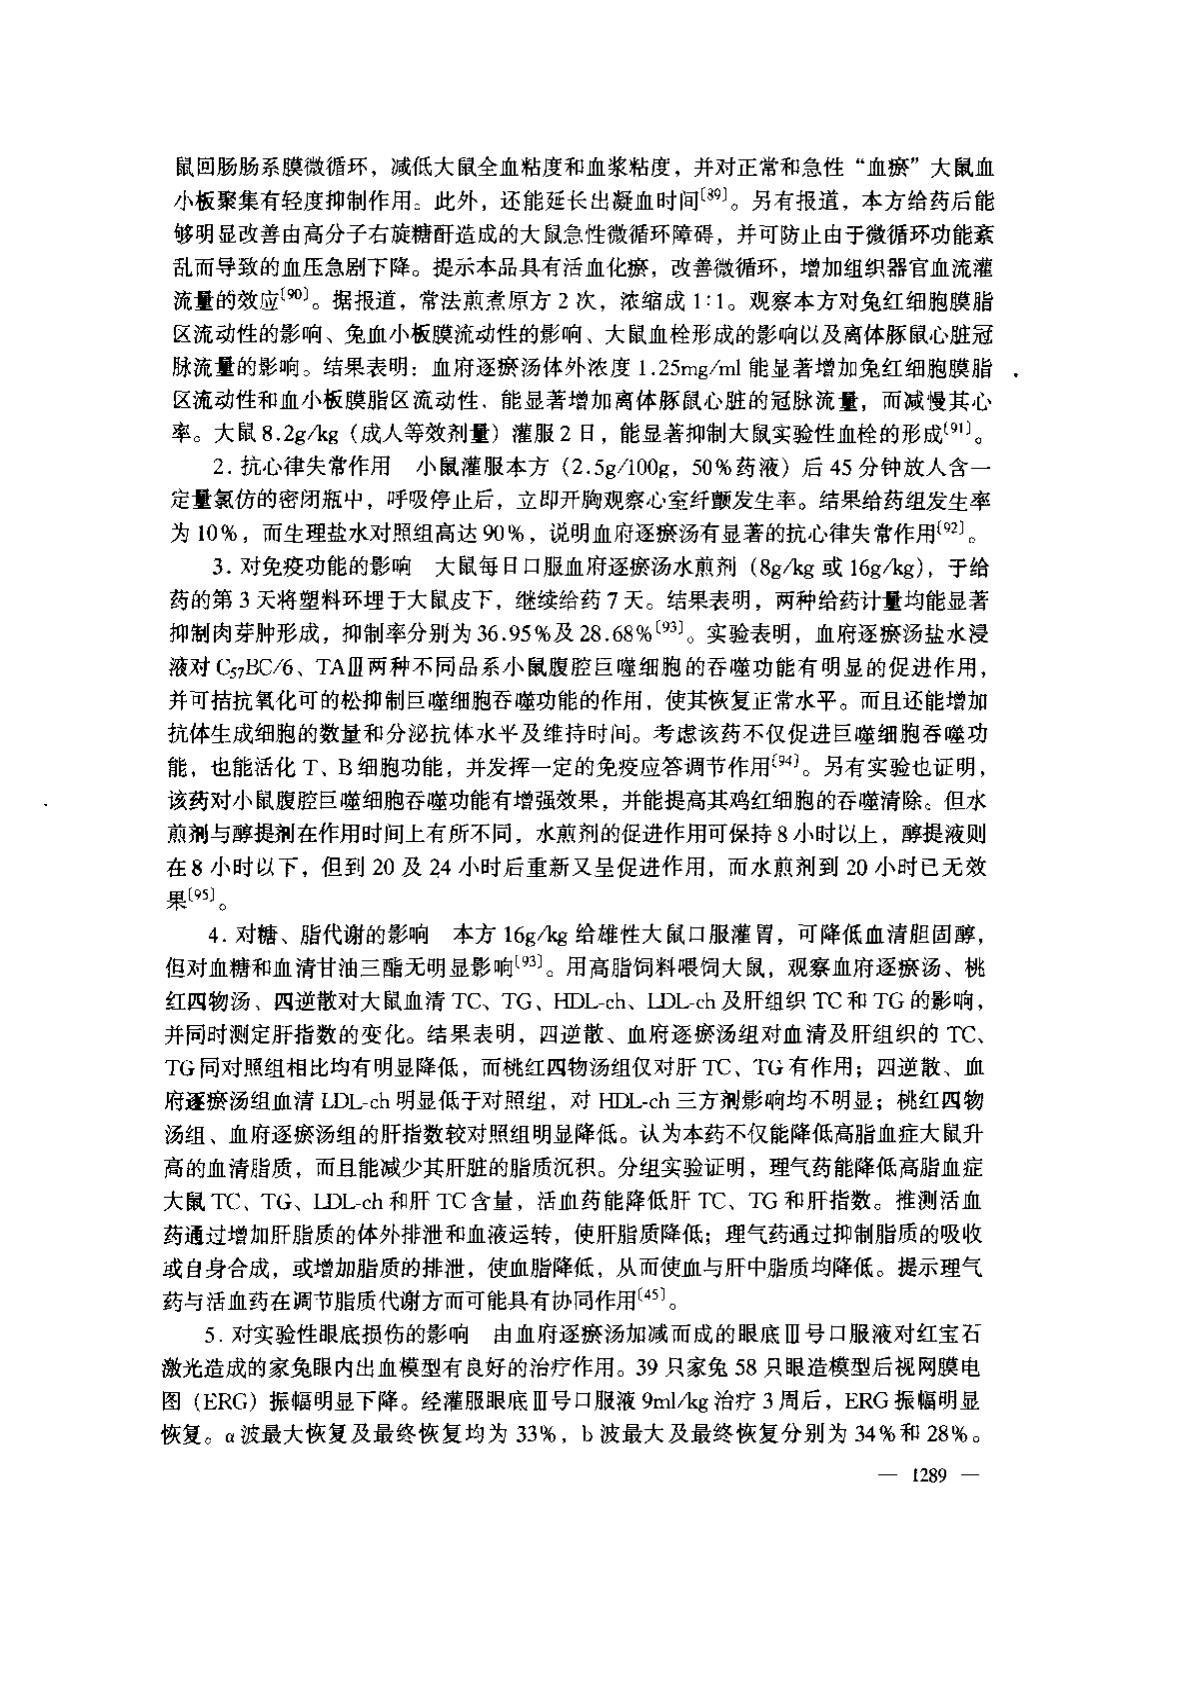 鼠回肠肠系膜微循环，减低大鼠全血粘度和血浆粘度，并对正常和急性“血瘀”大鼠血
小板聚集有轻度抑制作用。此外，还能延长出凝血时间〔89〕。另有报道，本方给药后能
够明显改善由高分子右旋糖酐造成的大鼠急性微循环障碍，并可防止由于微循环功能紊
乱而导致的血压急剧下降。提示本品具有活血化瘀，改善微循环，增加组织器官血流灌
流量的效应〔90〕。据报道，常法煎煮原方 2 次，浓缩成 1∶1。观察本方对兔红细胞膜脂
区流动性的影响、兔血小板膜流动性的影响、大鼠血栓形成的影响以及离体豚鼠心脏冠
脉流量的影响。结果表明：血府逐瘀汤体外浓度 1.25mg/ml 能显著增加兔红细胞膜脂
区流动性和血小板膜脂区流动性、能显著增加离体豚鼠心脏的冠脉流量，而减慢其心
率。大鼠 8.2g/kg（成人等效剂量）灌服 2 日，能显著抑制大鼠实验性血栓的形成〔91〕。
2. 抗心律失常作用　小鼠灌服本方（2.5g/100g，50%药液）后 45 分钟放人含一
定量氯仿的密闭瓶中，呼吸停止后，立即开胸观察心室纤颤发生率。结果给药组发生率
为 10%，而生理盐水对照组高达 90%，说明血府逐瘀汤有显著的抗心律失常作用〔92〕。
3. 对免疫功能的影响　大鼠每日口服血府逐瘀汤水煎剂（8g/kg 或 16g/kg），于给
药的第 3 天将塑料环埋于大鼠皮下，继续给药 7 天。结果表明，两种给药计量均能显著
抑制肉芽肿形成，抑制率分别为 36.95%及 28.68%〔93〕。实验表明，血府逐瘀汤盐水浸
液对 C57BC/6、TAⅢ两种不同品系小鼠腹腔巨噬细胞的吞噬功能有明显的促进作用，
并可拮抗氧化可的松抑制巨噬细胞吞噬功能的作用，使其恢复正常水平。而且还能增加
抗体生成细胞的数量和分泌抗体水平及维持时间。考虑该药不仅促进巨噬细胞吞噬功
能，也能活化 T、B 细胞功能，并发挥一定的免疫应答调节作用〔94〕。另有实验也证明，
该药对小鼠腹腔巨噬细胞吞噬功能有增强效果，并能提高其鸡红细胞的吞噬清除。但水
煎剂与醇提剂在作用时间上有所不同，水煎剂的促进作用可保持 8 小时以上，醇提液则
在 8 小时以下，但到 20 及 24 小时后重新又呈促进作用，而水煎剂到 20 小时已无效
果〔95〕。
4. 对糖、脂代谢的影响　本方 16g/kg 给雄性大鼠口服灌胃，可降低血清胆固醇，
但对血糖和血清甘油三酯无明显影响〔93〕。用高脂饲料喂饲大鼠，观察血府逐瘀汤、桃
红四物汤、四逆散对大鼠血清 TC、TG、HDL-ch、LDL-ch 及肝组织 TC 和 TG 的影响，
并同时测定肝指数的变化。结果表明，四逆散、血府逐瘀汤组对血清及肝组织的 TC、
TG 同对照组相比均有明显降低，而桃红四物汤组仅对肝 TC、TG 有作用；四逆散、血
府逐瘀汤组血清 LDL-ch 明显低于对照组，对 HDL-ch 三方剂影响均不明显；桃红四物
汤组、血府逐瘀汤组的肝指数较对照组明显降低。认为本药不仅能降低高脂血症大鼠升
高的血清脂质，而且能减少其肝脏的脂质沉积。分组实验证明，理气药能降低高脂血症
大鼠 TC、TG、LDL-ch 和肝 TC 含量，活血药能降低肝 TC、TG 和肝指数。推测活血
药通过增加肝脂质的体外排泄和血液运转，使肝脂质降低；理气药通过抑制脂质的吸收
或自身合成，或增加脂质的排泄，使血脂降低，从而使血与肝中脂质均降低。提示理气
药与活血药在调节脂质代谢方而可能具有协同作用〔45〕。
5. 对实验性眼底损伤的影响　由血府逐瘀汤加减而成的眼底Ⅲ号口服液对红宝石
激光造成的家兔眼内出血模型有良好的治疗作用。39 只家兔 58 只眼造模型后视网膜电
图（ERG）振幅明显下降。经灌服眼底Ⅲ号口服液 9ml/kg 治疗 3 周后，ERG 振幅明显
恢复。α 波最大恢复及最终恢复均为 33%，b 波最大及最终恢复分别为 34%和 28%。
— 1289 —